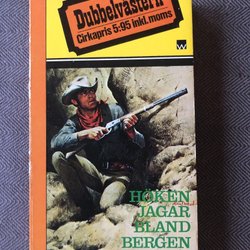 Dubbelvästern
Cirkapris 5:95 inkl. moms
W
HÖKEN
JAGAR
BLAND
BERGEN